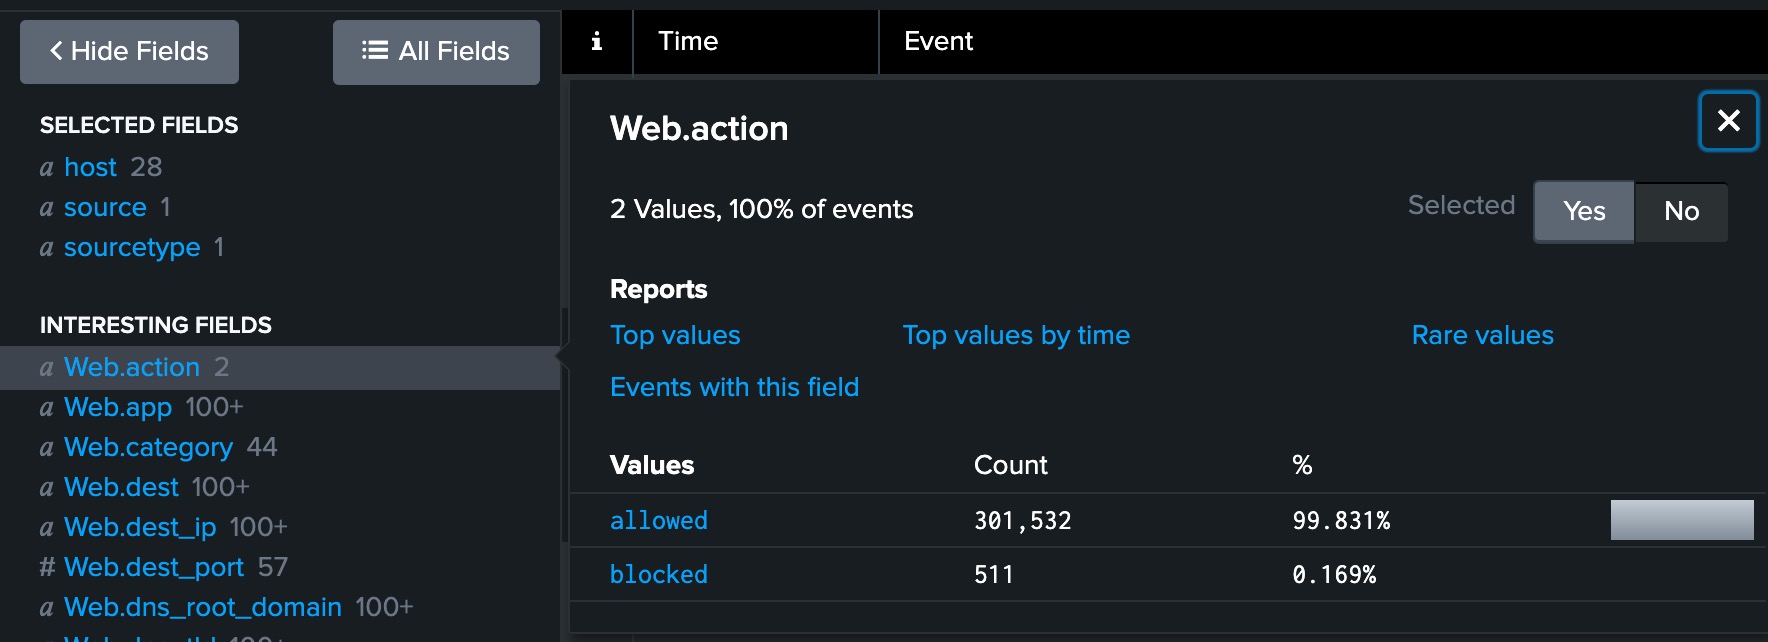 Hide Fields
All Fields
SELECTED FIELDS
a host 28
a source 1
a sourcetype 1
INTERESTING FIELDS
a Web.action 2
a Web.app 100+
a Web.category 44
a Web.dest 100+
a Web.dest_ip 100+
# Web.dest_port 57
a Web.dns_root_domain 100+
i Time Event
Web.action
2 Values, 100% of events
Selected Yes No
Reports
Top values Top values by time Rare values
Events with this field
Values Count %
allowed 301,532 99.831%
blocked 511 0.169%